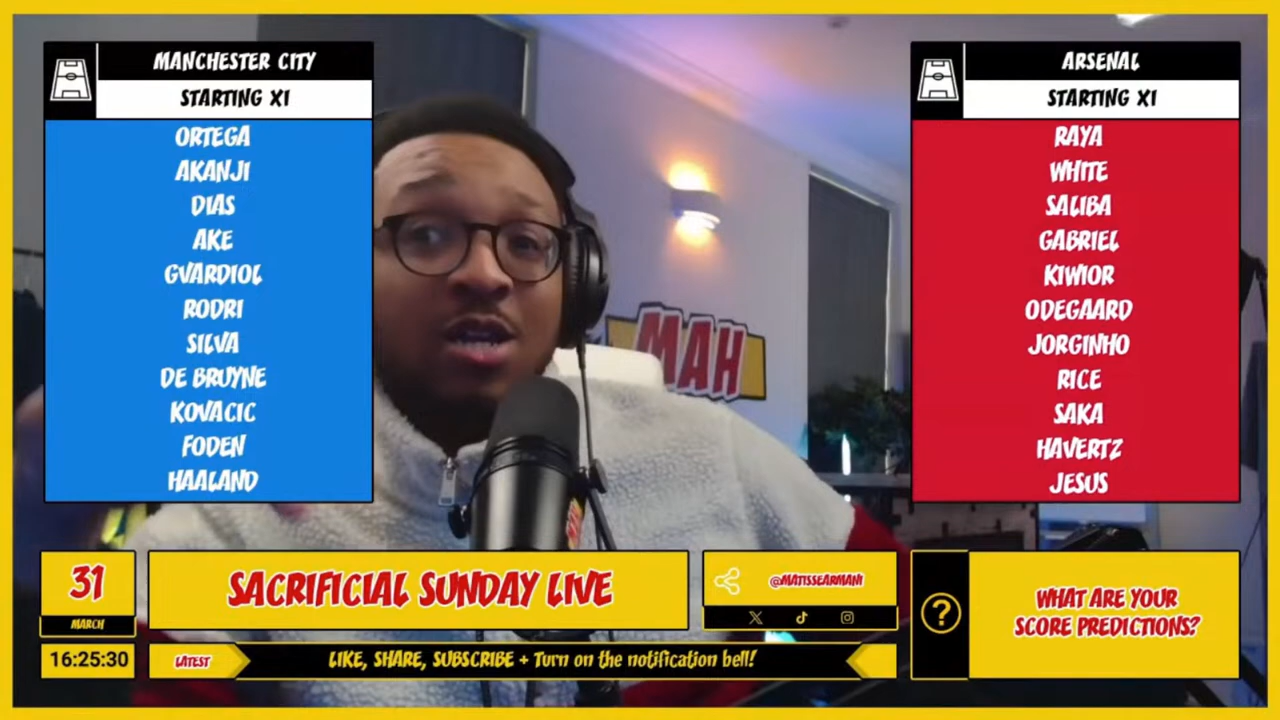 MANCHESTER CITY
STARTING XI
ORTEGA
AKANJI
DIAS
AKE
GVARDIOL
RODRI
SILVA
DE BRUYNE
KOVACIC
FODEN
HAALAND
ARSENAL
STARTING XI
RAYA
WHITE
SALIBA
GABRIEL
KIWIOR
ODEGAARD
JORGINHO
RICE
SAKA
HAVERTZ
JESUS
MAH
31
MARCH
16:25:30
SACRIFICIAL SUNDAY LIVE
LATEST
LIKE, SHARE, SUBSCRIBE + Turn on the notification bell!
@MATISSEARMANI
?
WHAT ARE YOUR
SCORE PREDICTIONS?